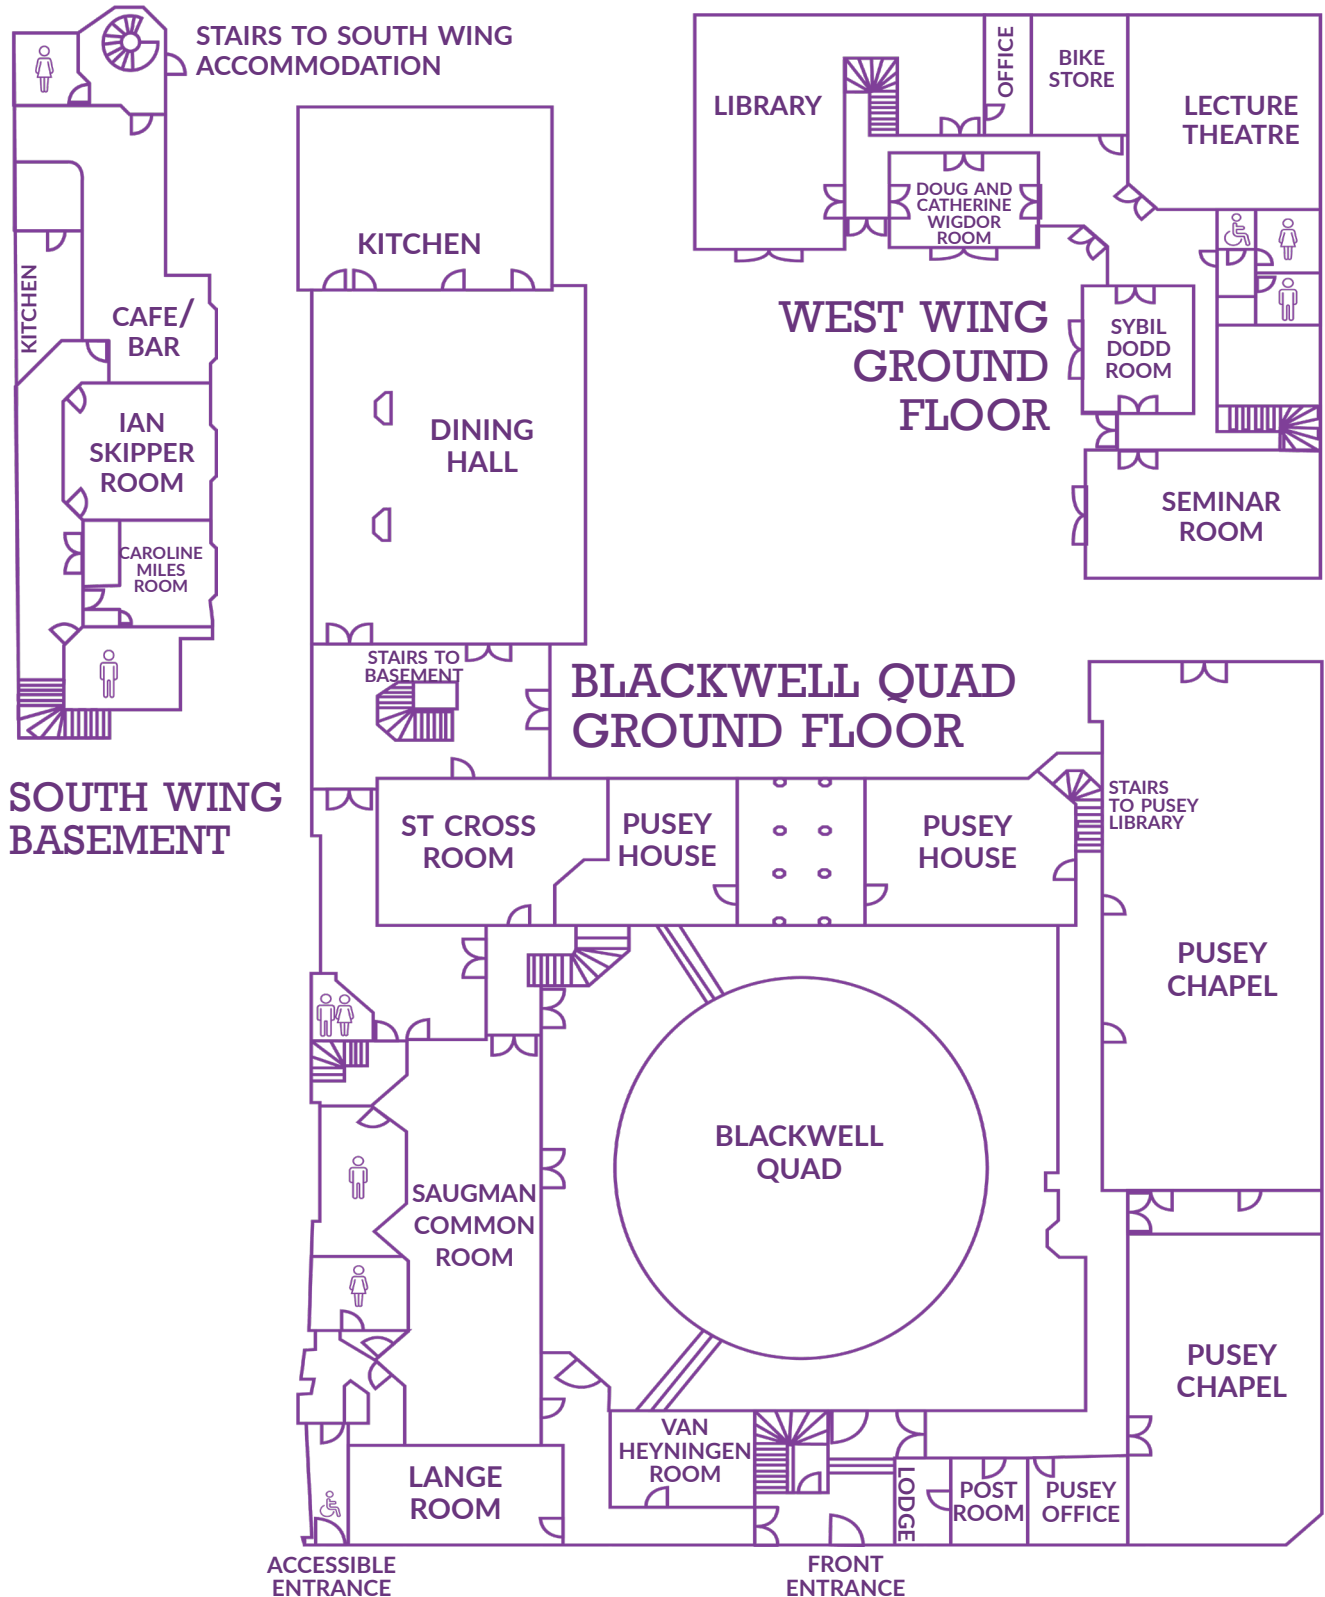 STAIRS TO SOUTH WING
ACCOMMODATION
KITCHEN
CAFE/
BAR
IAN
SKIPPER
ROOM
CAROLINE
MILES
ROOM
SOUTH WING
BASEMENT
LIBRARY
OFFICE
BIKE
STORE
LECTURE
THEATRE
DOUG AND
CATHERINE
WIGDOR
ROOM
WEST WING
GROUND
FLOOR
SYBIL
DODD
ROOM
SEMINAR
ROOM
KITCHEN
DINING
HALL
STAIRS TO
BASEMENT
BLACKWELL QUAD
GROUND FLOOR
ST CROSS
ROOM
PUSEY
HOUSE
PUSEY
HOUSE
STAIRS
TO PUSEY
LIBRARY
PUSEY
CHAPEL
BLACKWELL
QUAD
SAUGMAN
COMMON
ROOM
PUSEY
CHAPEL
LANGE
ROOM
VAN
HEYNINGEN
ROOM
LODGE
POST
ROOM
PUSEY
OFFICE
ACCESSIBLE
ENTRANCE
FRONT
ENTRANCE